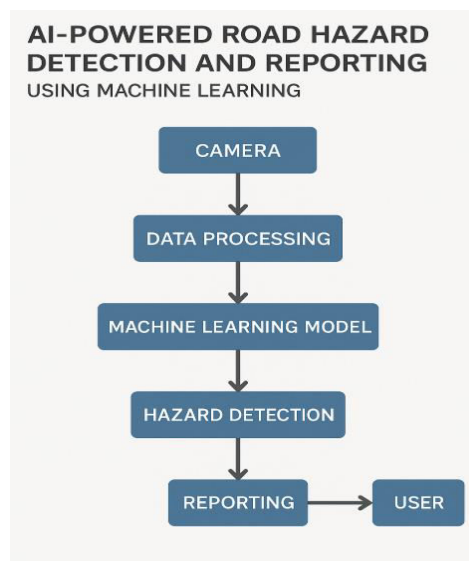 AI-POWERED ROAD HAZARD
DETECTION AND REPORTING
USING MACHINE LEARNING
CAMERA
DATA PROCESSING
MACHINE LEARNING MODEL
HAZARD DETECTION
REPORTING
USER